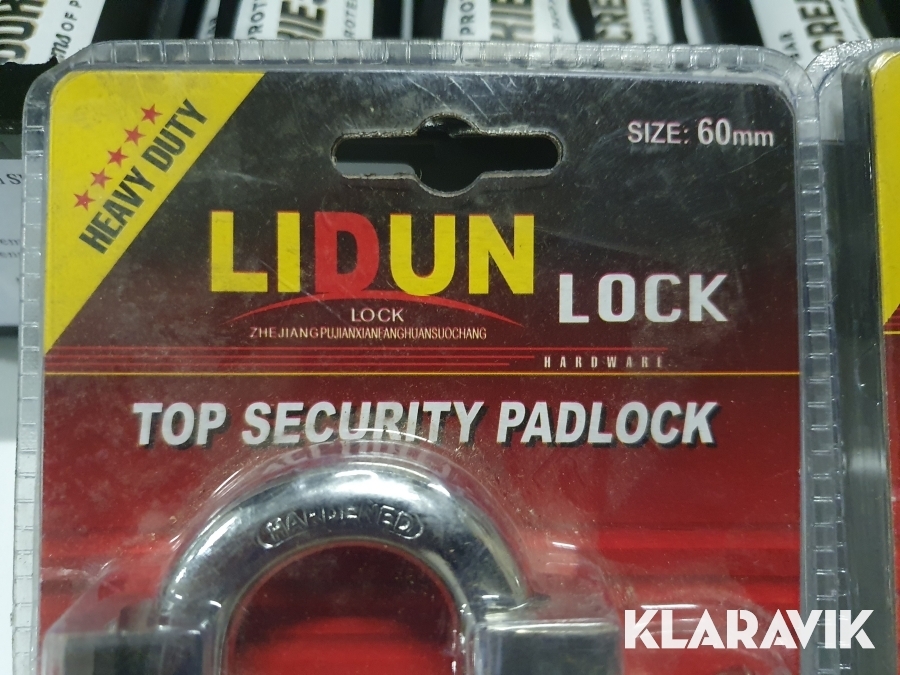 HEAVY DUTY
SIZE: 60mm
LIDUN LOCK
LOCK
ZHEJIANGPUJIANXIANFANGHUANSUOCHANG
HARDWARE
TOP SECURITY PADLOCK
HARDENED
KLARAVIK